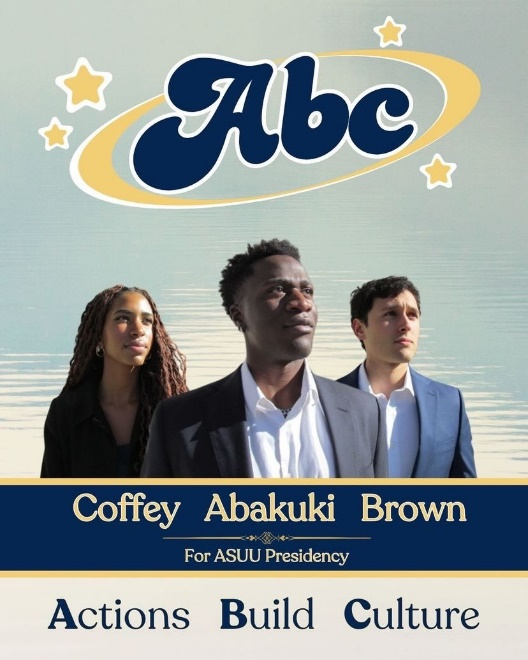 Abc
Coffey Abakuki Brown
For ASUU Presidency
Actions Build Culture